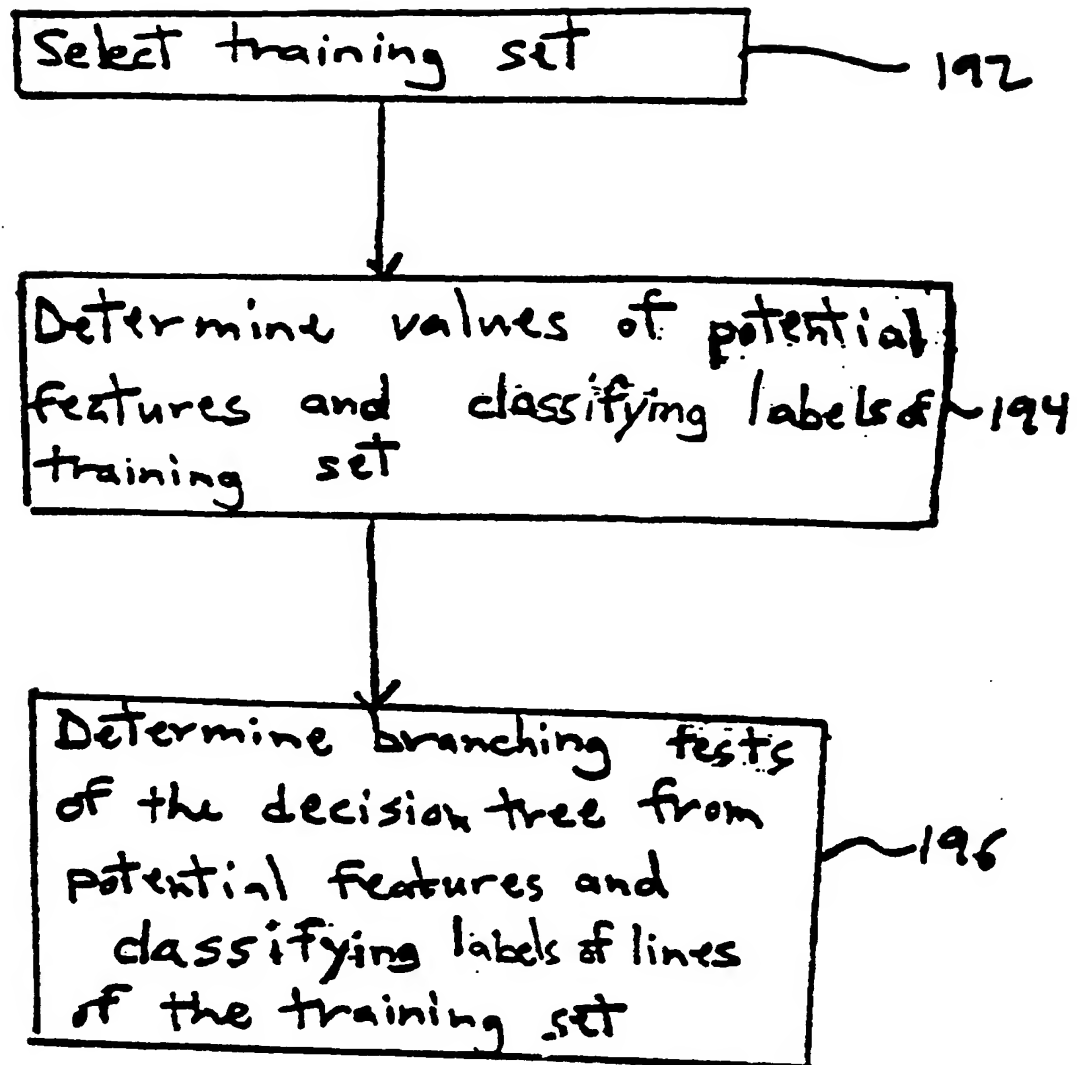 Select training set
192
Determine values of potential
features and classifying labels of
194
training set
Determine branching tests
of the decision tree from
196
potential features and
classifying labels of lines
of the training set